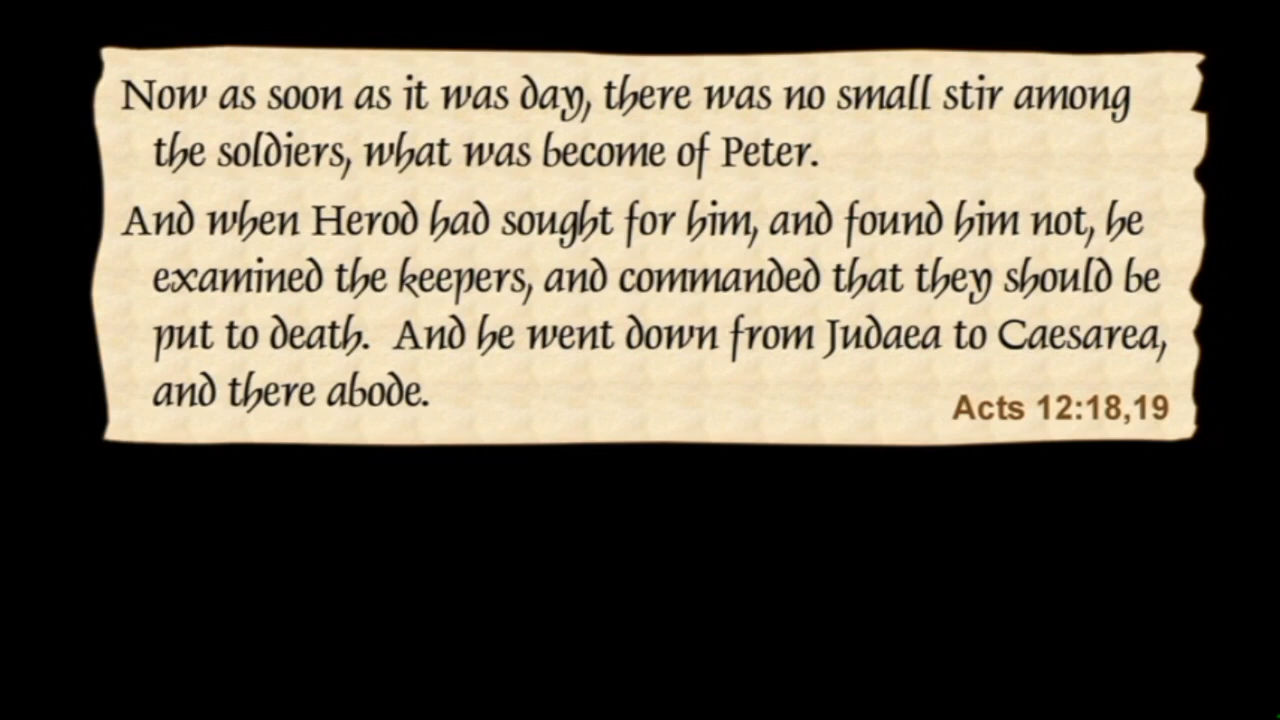 Now as soon as it was day, there was no small stir among
the soldiers, what was become of Peter.
And when Herod had sought for him, and found him not, he
examined the keepers, and commanded that they should be
put to death.  And he went down from Judaea to Caesarea,
and there abode.
Acts 12:18,19